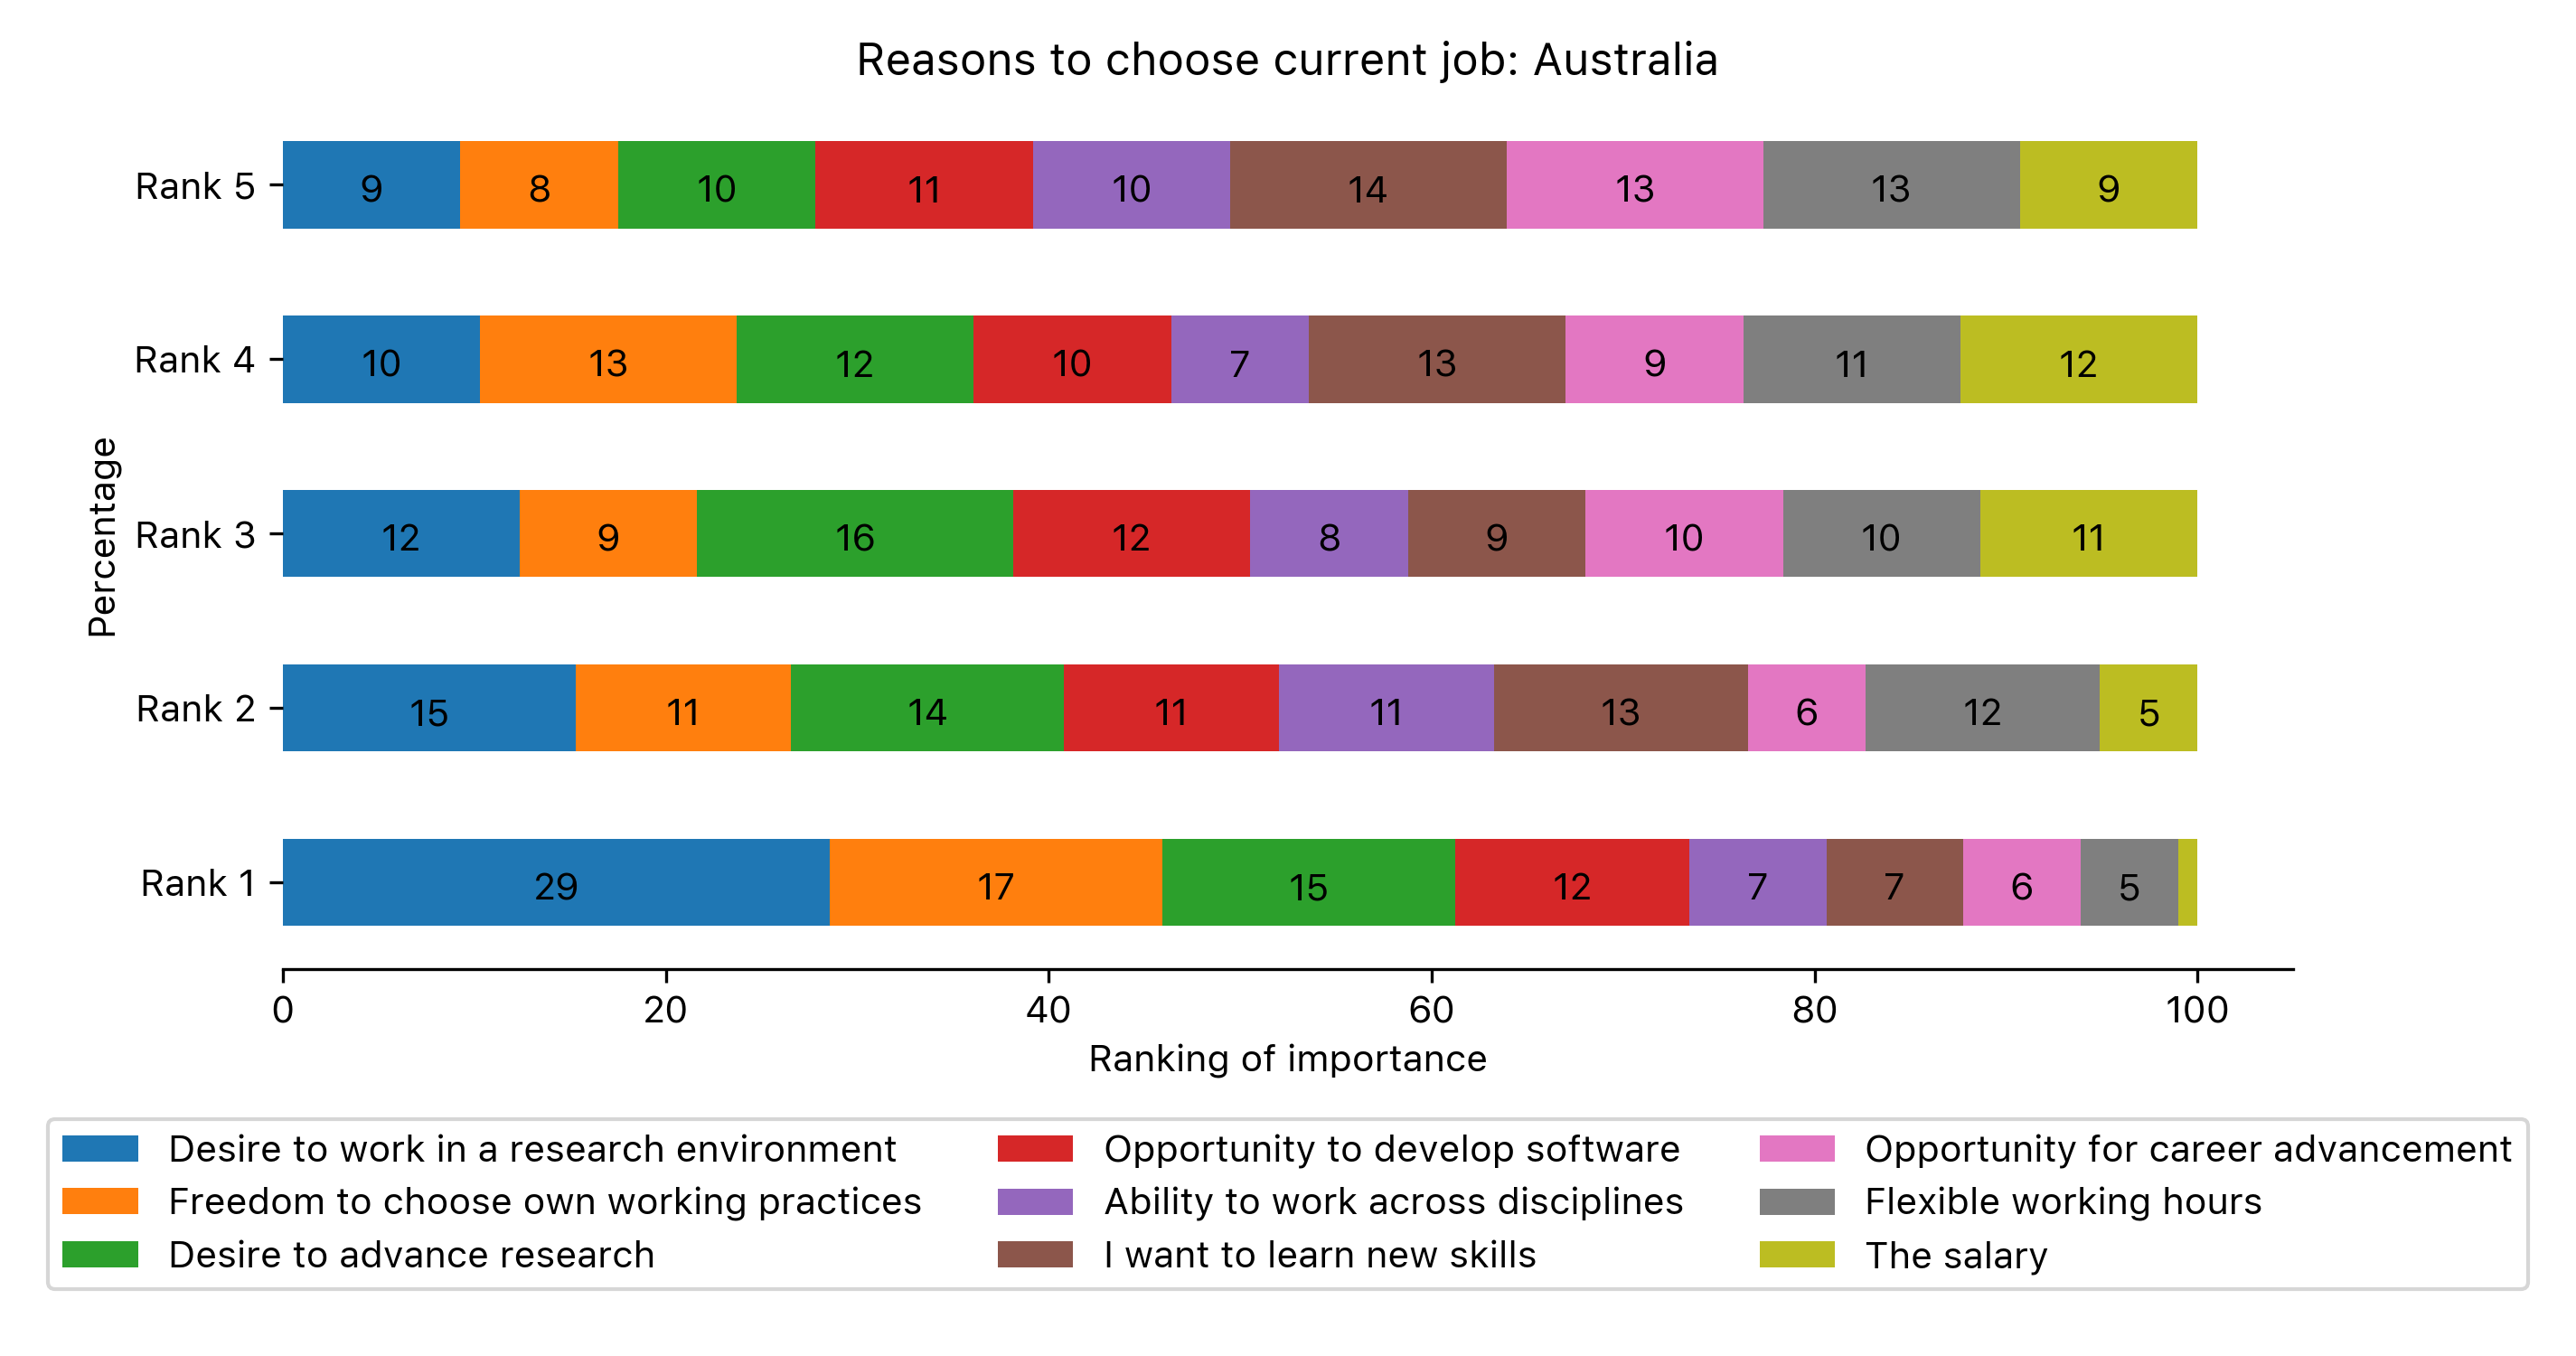 Reasons to choose current job: Australia
Rank 5
9 8 10 11 10 14 13 13 9
Rank 4
10 13 12 10 7 13 9 11 12
Percentage
Rank 3
12 9 16 12 8 9 10 10 11
Rank 2
15 11 14 11 11 13 6 12 5
Rank 1
29 17 15 12 7 7 6 5
0 20 40 60 80 100
Ranking of importance
Desire to work in a research environment
Freedom to choose own working practices
Desire to advance research
Opportunity to develop software
Ability to work across disciplines
I want to learn new skills
Opportunity for career advancement
Flexible working hours
The salary